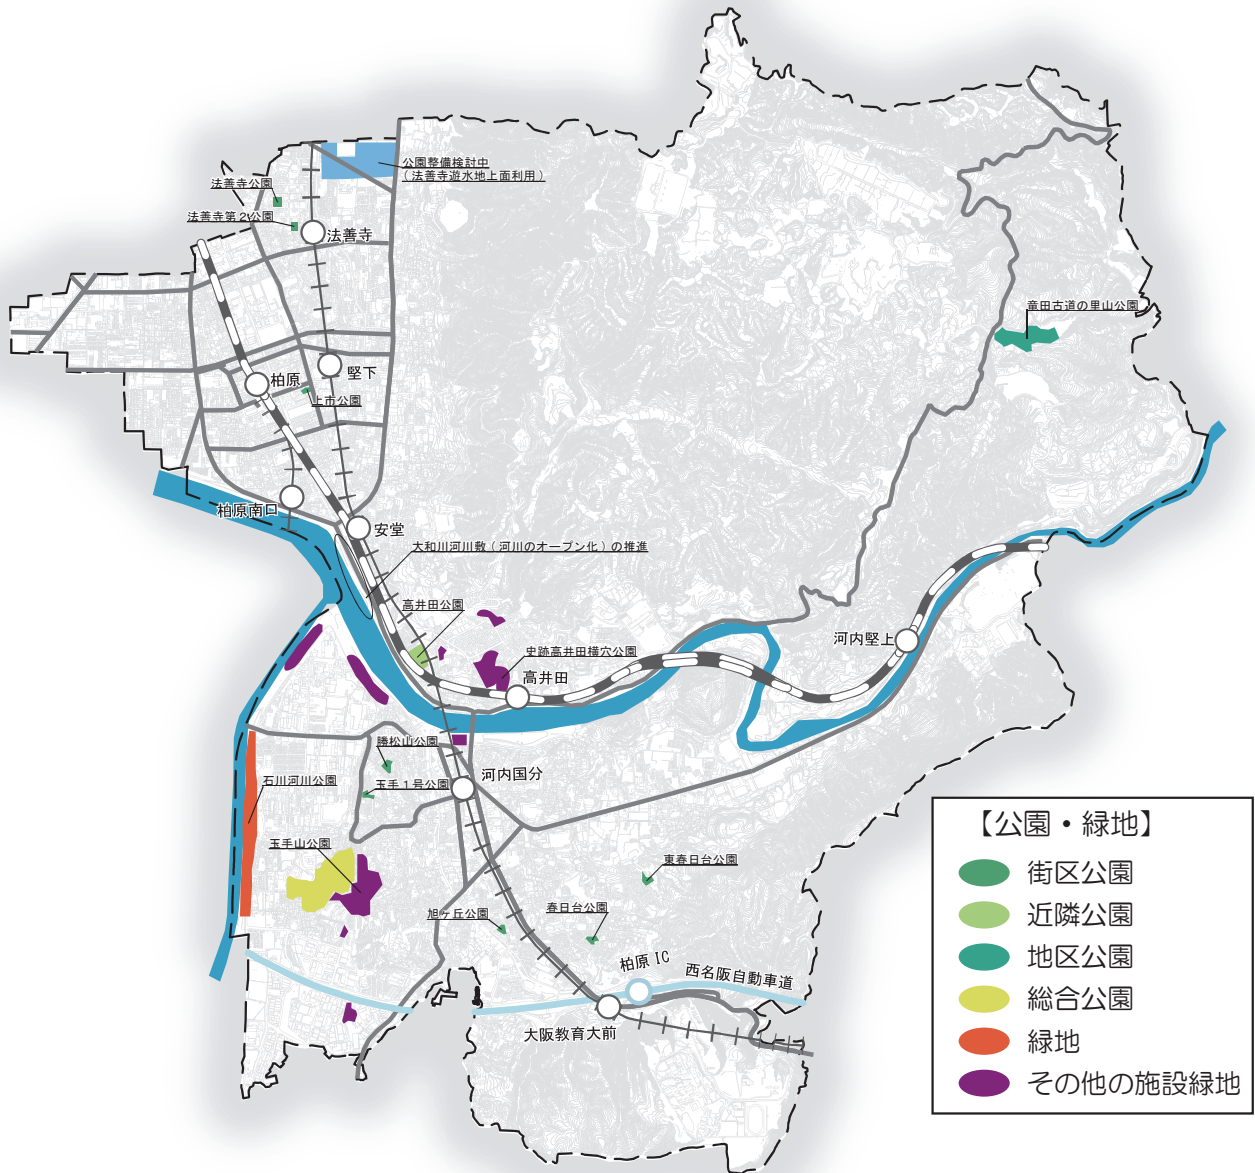 公園整備検討中
(法善寺遊水地上面利用)
法善寺公園
法善寺第2公園
法善寺
竜田古道の里山公園
柏原
堅下
上市公園
柏原南口
安堂
大和川河川敷(河川のオープン化)の推進
高井田公園
河内堅上
史跡高井田横穴公園
高井田
勝松山公園
河内国分
石川河川公園
玉手1号公園
玉手山公園
東春日台公園
旭ヶ丘公園
春日台公園
柏原IC
西名阪自動車道
大阪教育大前
【公園・緑地】
街区公園
近隣公園
地区公園
総合公園
緑地
その他の施設緑地